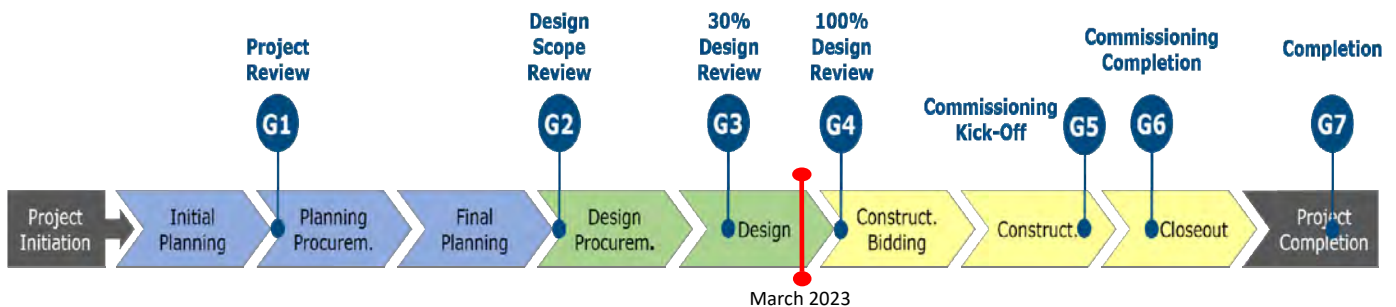 Project
Review
G1
Design
Scope
Review
G2
30%
Design
Review
G3
100%
Design
Review
G4
Commissioning
Kick-Off
G5
Commissioning
Completion
G6
Completion
G7
Project
Initiation
Initial
Planning
Planning
Procurem.
Final
Planning
Design
Procurem.
Design
Construct.
Bidding
Construct.
Closeout
Project
Completion
March 2023